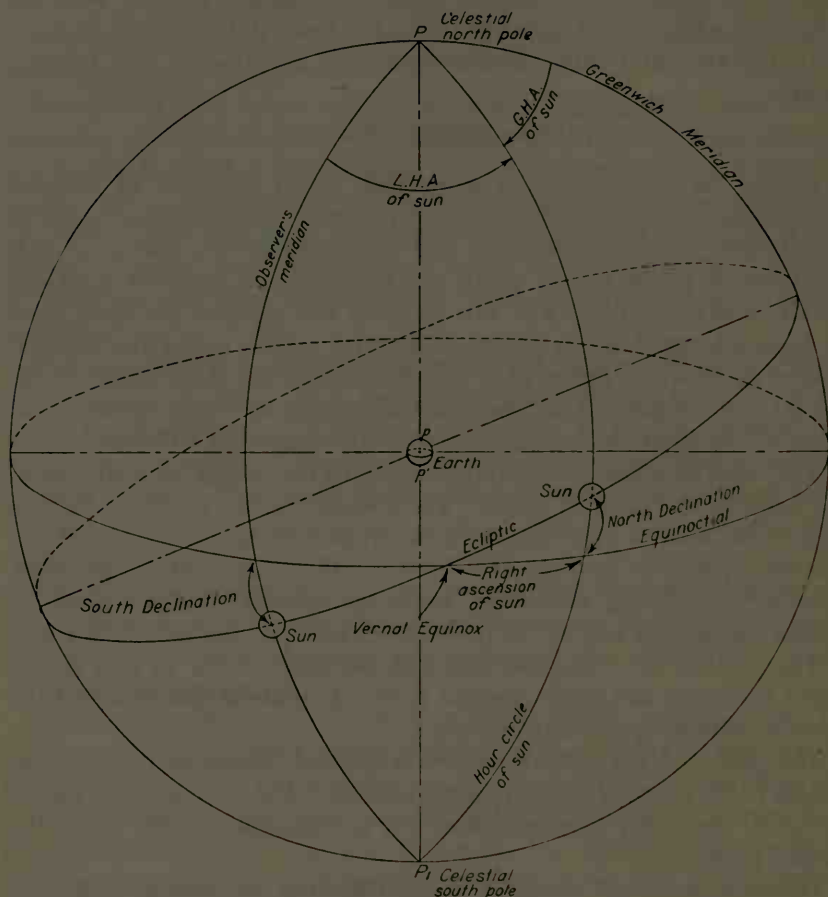 Celestial
north pole
P
G.H.A.
of sun
Greenwich Meridian
L.H.A
of sun
Observer's
meridian
P
Earth
P'
Sun
North Declination
Equinoctial
Ecliptic
Right
ascension
of sun
South Declination
Sun
Vernal Equinox
Hour circle
of sun
P₁ Celestial
south pole